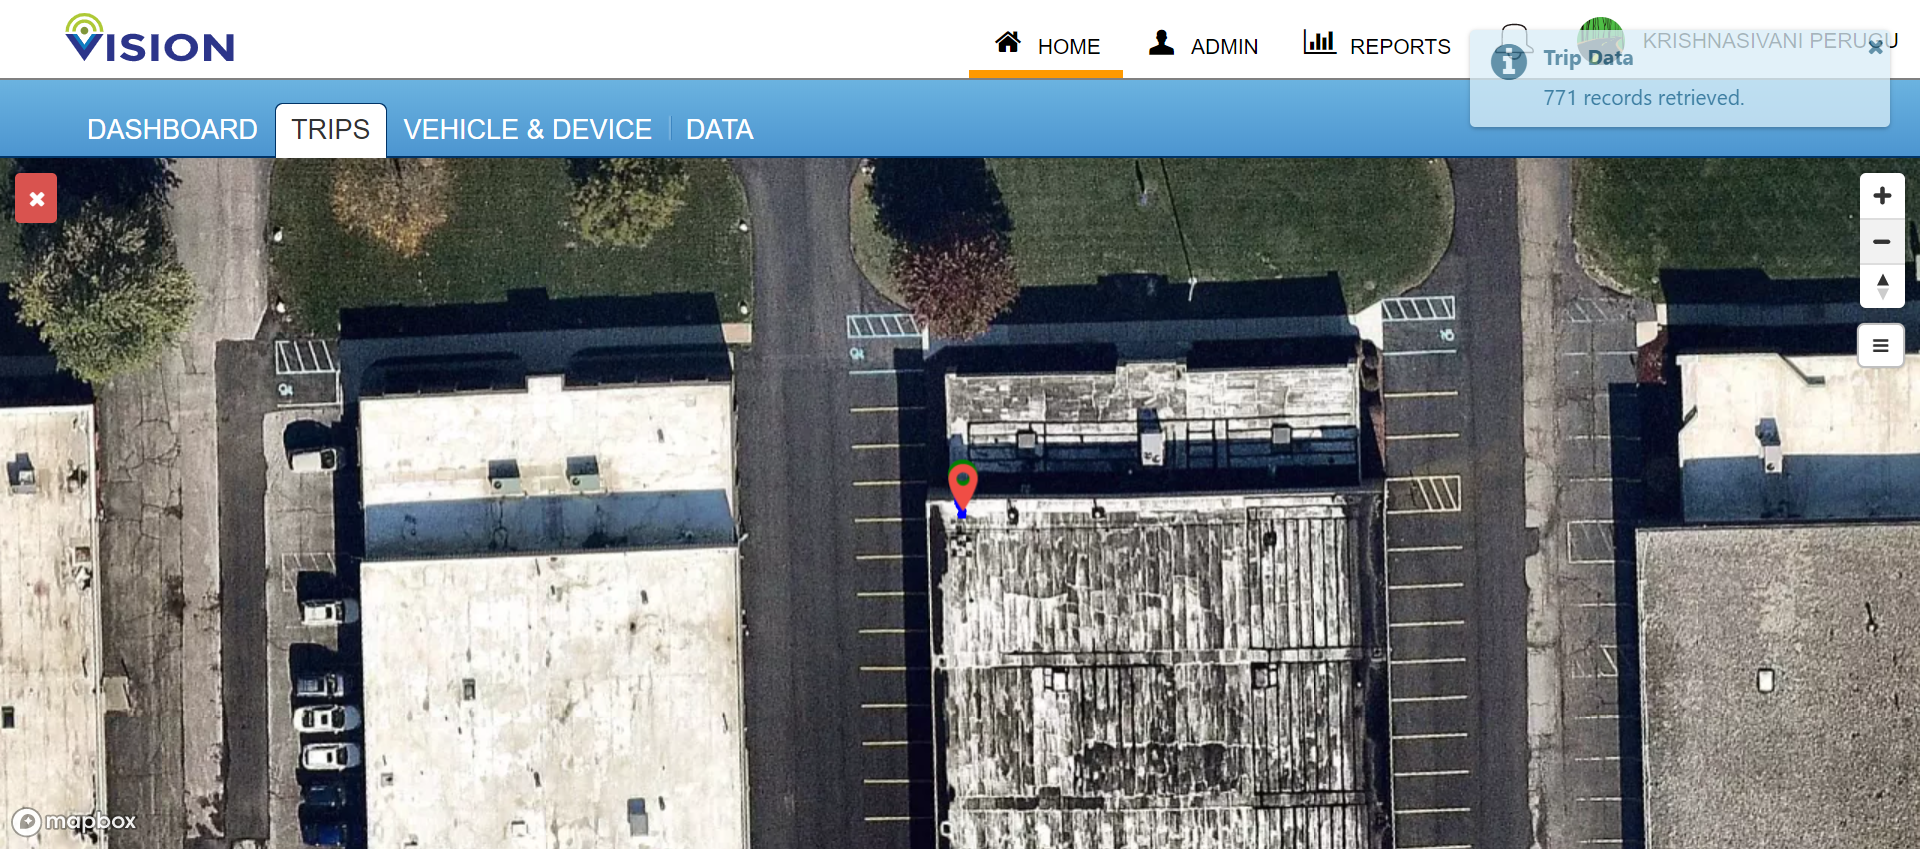 VISION
HOME
ADMIN
REPORTS
KRISHNASIVANI PERUGU
Trip Data
771 records retrieved.
DASHBOARD
TRIPS
VEHICLE & DEVICE
DATA
mapbox